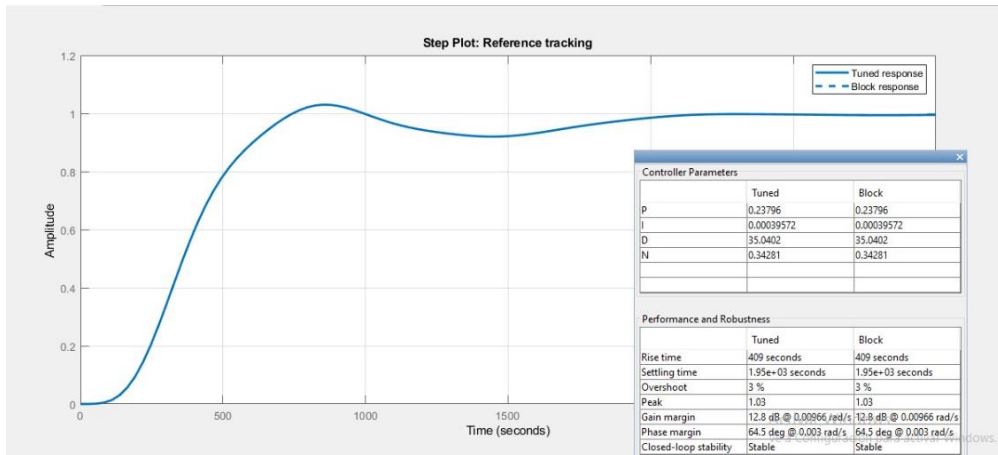 Step Plot: Reference tracking
Tuned response
Block response
1.2
1
0.8
0.6
0.4
0.2
0
Amplitude
0 500 1000 1500
Time (seconds)
Controller Parameters
Tuned Block
P 0.23796 0.23796
I 0.00039572 0.00039572
D 35.0402 35.0402
N 0.34281 0.34281
Performance and Robustness
Tuned Block
Rise time 409 seconds 409 seconds
Settling time 1.95e+03 seconds 1.95e+03 seconds
Overshoot 3 % 3 %
Peak 1.03 1.03
Gain margin 12.8 dB @ 0.00966 rad/s 12.8 dB @ 0.00966 rad/s
Phase margin 64.5 deg @ 0.003 rad/s 64.5 deg @ 0.003 rad/s
Closed-loop stability Stable Stable
Configuración para activar Windows.